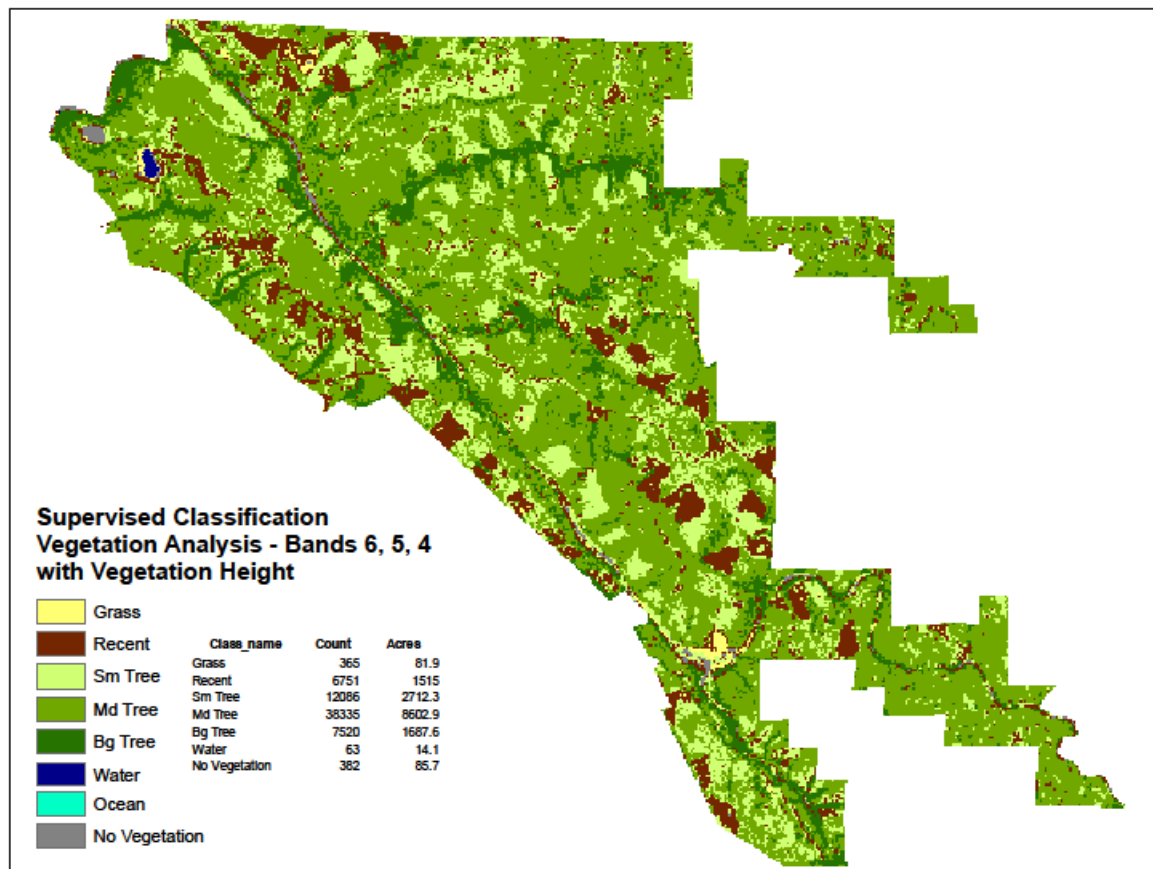 Supervised Classification
Vegetation Analysis - Bands 6, 5, 4
with Vegetation Height
Grass
Recent
Sm Tree
Md Tree
Bg Tree
Water
Ocean
No Vegetation
Class_name Count Acres
Grass 365 81.9
Recent 6751 1515
Sm Tree 12086 2712.3
Md Tree 38335 8602.9
Bg Tree 7520 1687.6
Water 63 14.1
No Vegetation 382 85.7